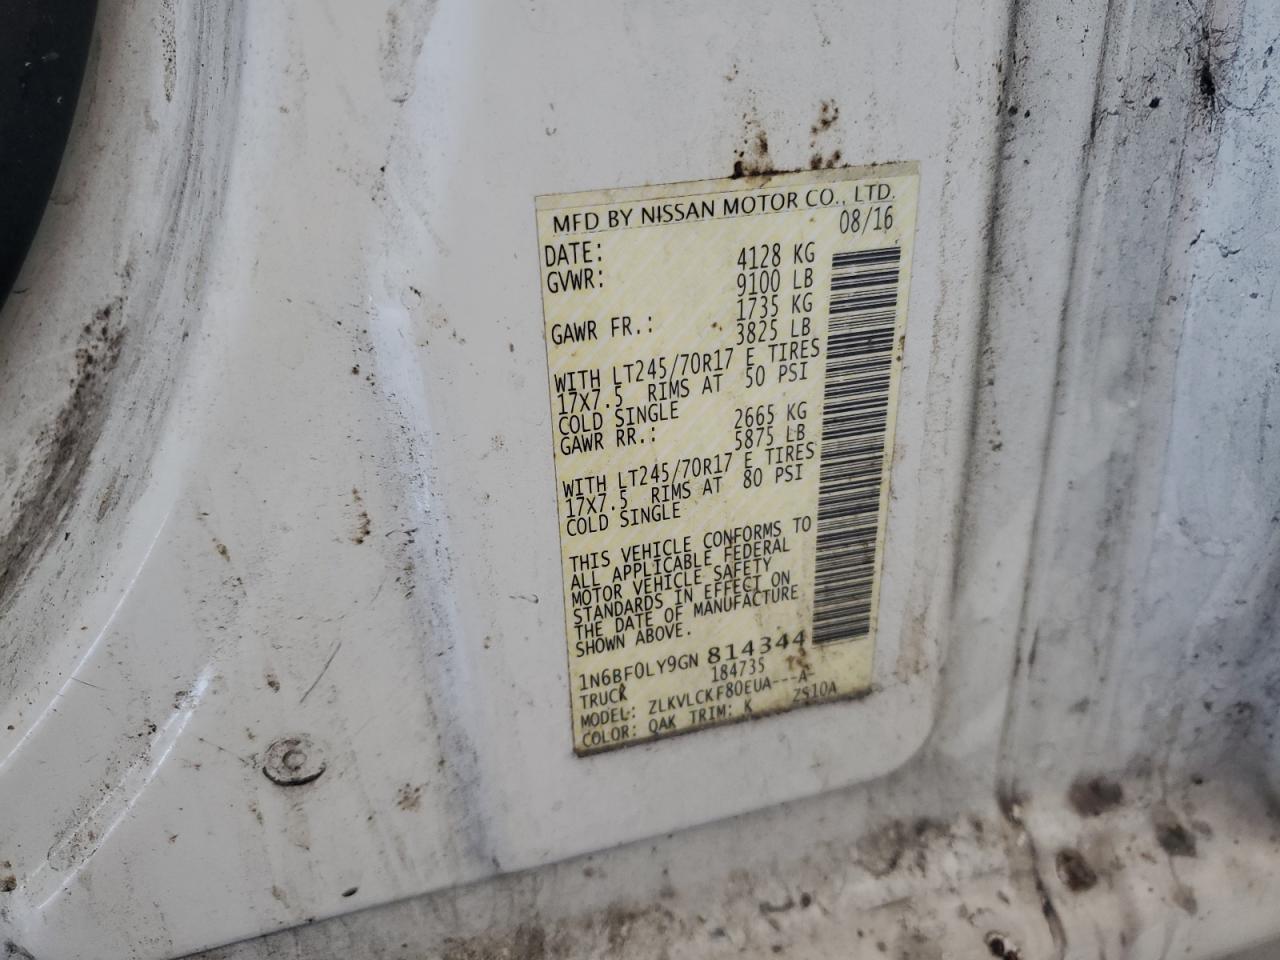 MFD BY NISSAN MOTOR CO., LTD.
DATE: 08/16
GVWR: 4128 KG
9100 LB
GAWR FR.: 1735 KG
3825 LB
WITH LT245/70R17 E TIRES
17X7.5 RIMS AT 50 PSI
COLD SINGLE
GAWR RR.: 2665 KG
5875 LB
WITH LT245/70R17 E TIRES
17X7.5 RIMS AT 80 PSI
COLD SINGLE
THIS VEHICLE CONFORMS TO
ALL APPLICABLE FEDERAL
MOTOR VEHICLE SAFETY
STANDARDS IN EFFECT ON
THE DATE OF MANUFACTURE
SHOWN ABOVE.
1N6BF0LY9GN 814344
TRUCK 184735
MODEL: ZLKVLCKF80EUA---A-
COLOR: QAK TRIM: K ZS10A